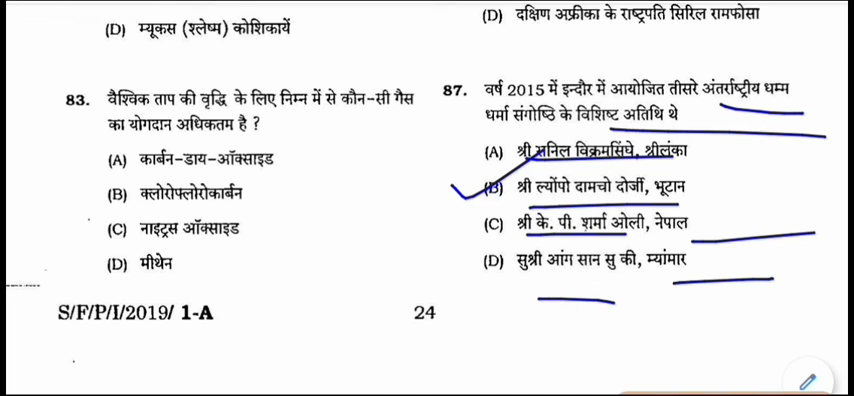 (D) म्यूकस (श्लेष्म) कोशिकायें
83. वैश्विक ताप की वृद्धि के लिए निम्न में से कौन-सी गैस
का योगदान अधिकतम है ?
(A) कार्बन-डाय-ऑक्साइड
(B) क्लोरोफ्लोरोकार्बन
(C) नाइट्रस ऑक्साइड
(D) मीथेन
(D) दक्षिण अफ्रीका के राष्ट्रपति सिरिल रामफोसा
87. वर्ष 2015 में इन्दौर में आयोजित तीसरे अंतर्राष्ट्रीय धम्म
धर्मा संगोष्ठि के विशिष्ट अतिथि थे
(A) श्री रनिल विक्रमसिंघे, श्रीलंका
(B) श्री ल्योंपो दामचो दोर्जी, भूटान
(C) श्री के. पी. शर्मा ओली, नेपाल
(D) सुश्री आंग सान सु की, म्यांमार
S/F/P/I/2019/ 1-A
24